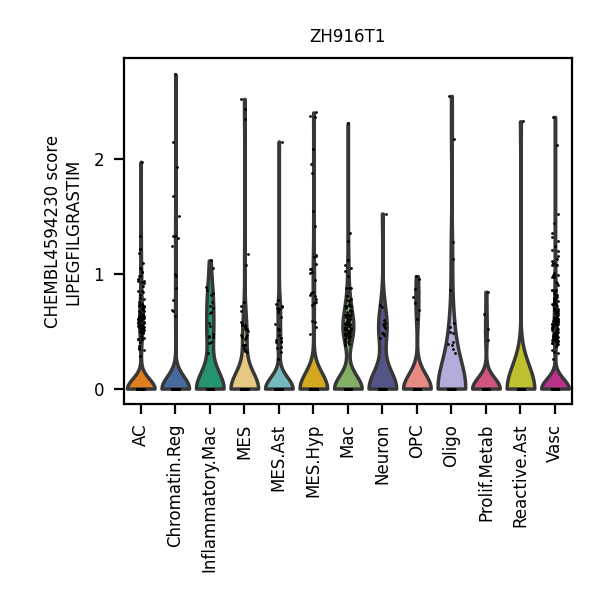 ZH916T1
CHEMBL4594230 score
LIPEGFILGRASTIM
2
1
0
AC
Chromatin.Reg
Inflammatory.Mac
MES
MES.Ast
MES.Hyp
Mac
Neuron
OPC
Oligo
Prolif.Metab
Reactive.Ast
Vasc